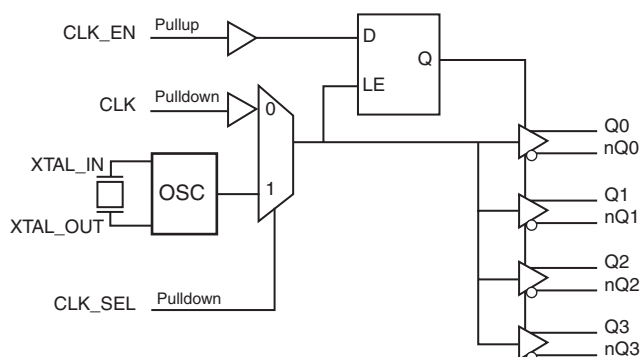 CLK_EN Pullup
D
Q
LE
CLK Pulldown
0
XTAL_IN
OSC
1
XTAL_OUT
CLK_SEL Pulldown
Q0
nQ0
Q1
nQ1
Q2
nQ2
Q3
nQ3